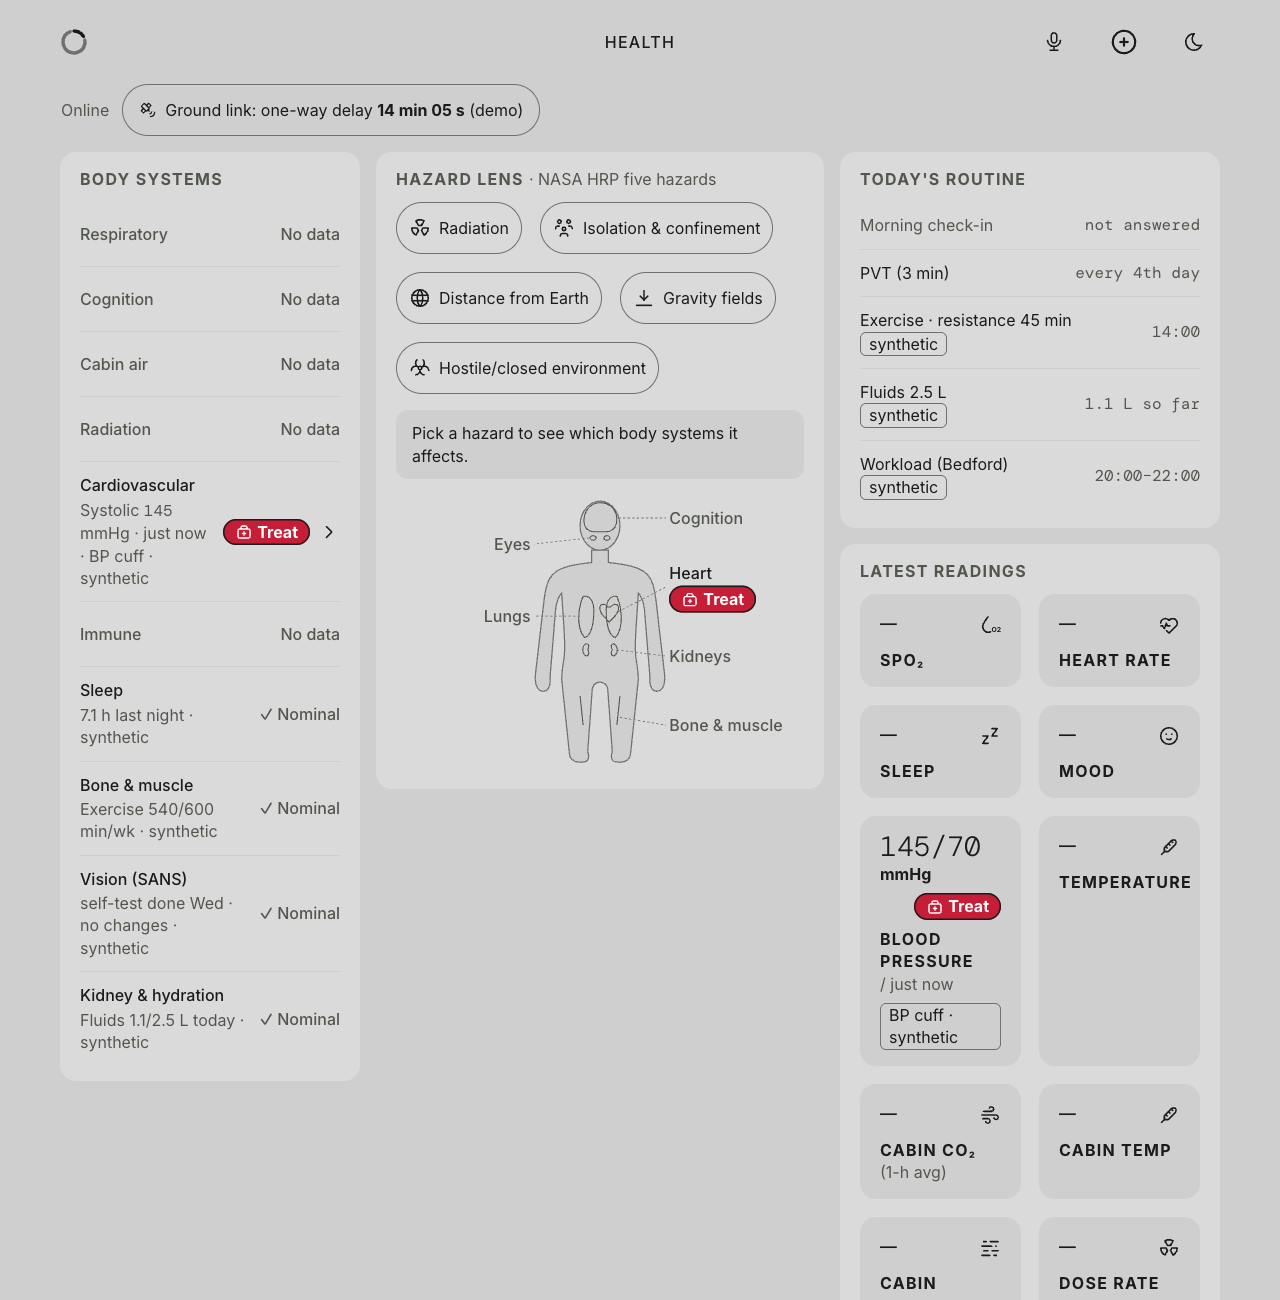 HEALTH
Online
Ground link: one-way delay 14 min 05 s (demo)
BODY SYSTEMS
Respiratory No data
Cognition No data
Cabin air No data
Radiation No data
Cardiovascular
Systolic 145
mmHg · just now
· BP cuff ·
synthetic
Treat
Immune No data
Sleep
7.1 h last night ·
synthetic
Nominal
Bone & muscle
Exercise 540/600
min/wk · synthetic
Nominal
Vision (SANS)
self-test done Wed ·
no changes ·
synthetic
Nominal
Kidney & hydration
Fluids 1.1/2.5 L today ·
synthetic
Nominal
HAZARD LENS · NASA HRP five hazards
Radiation
Isolation & confinement
Distance from Earth
Gravity fields
Hostile/closed environment
Pick a hazard to see which body systems it
affects.
Cognition
Eyes
Heart
Treat
Lungs
Kidneys
Bone & muscle
TODAY'S ROUTINE
Morning check-in not answered
PVT (3 min) every 4th day
Exercise · resistance 45 min
synthetic
14:00
Fluids 2.5 L
synthetic
1.1 L so far
Workload (Bedford)
synthetic
20:00–22:00
LATEST READINGS
—
O2
SPO₂
—
HEART RATE
—
zZ
SLEEP
—
MOOD
145/70
mmHg
Treat
BLOOD
PRESSURE
/ just now
BP cuff ·
synthetic
—
TEMPERATURE
—
CABIN CO₂
(1-h avg)
—
CABIN TEMP
—
CABIN
—
DOSE RATE